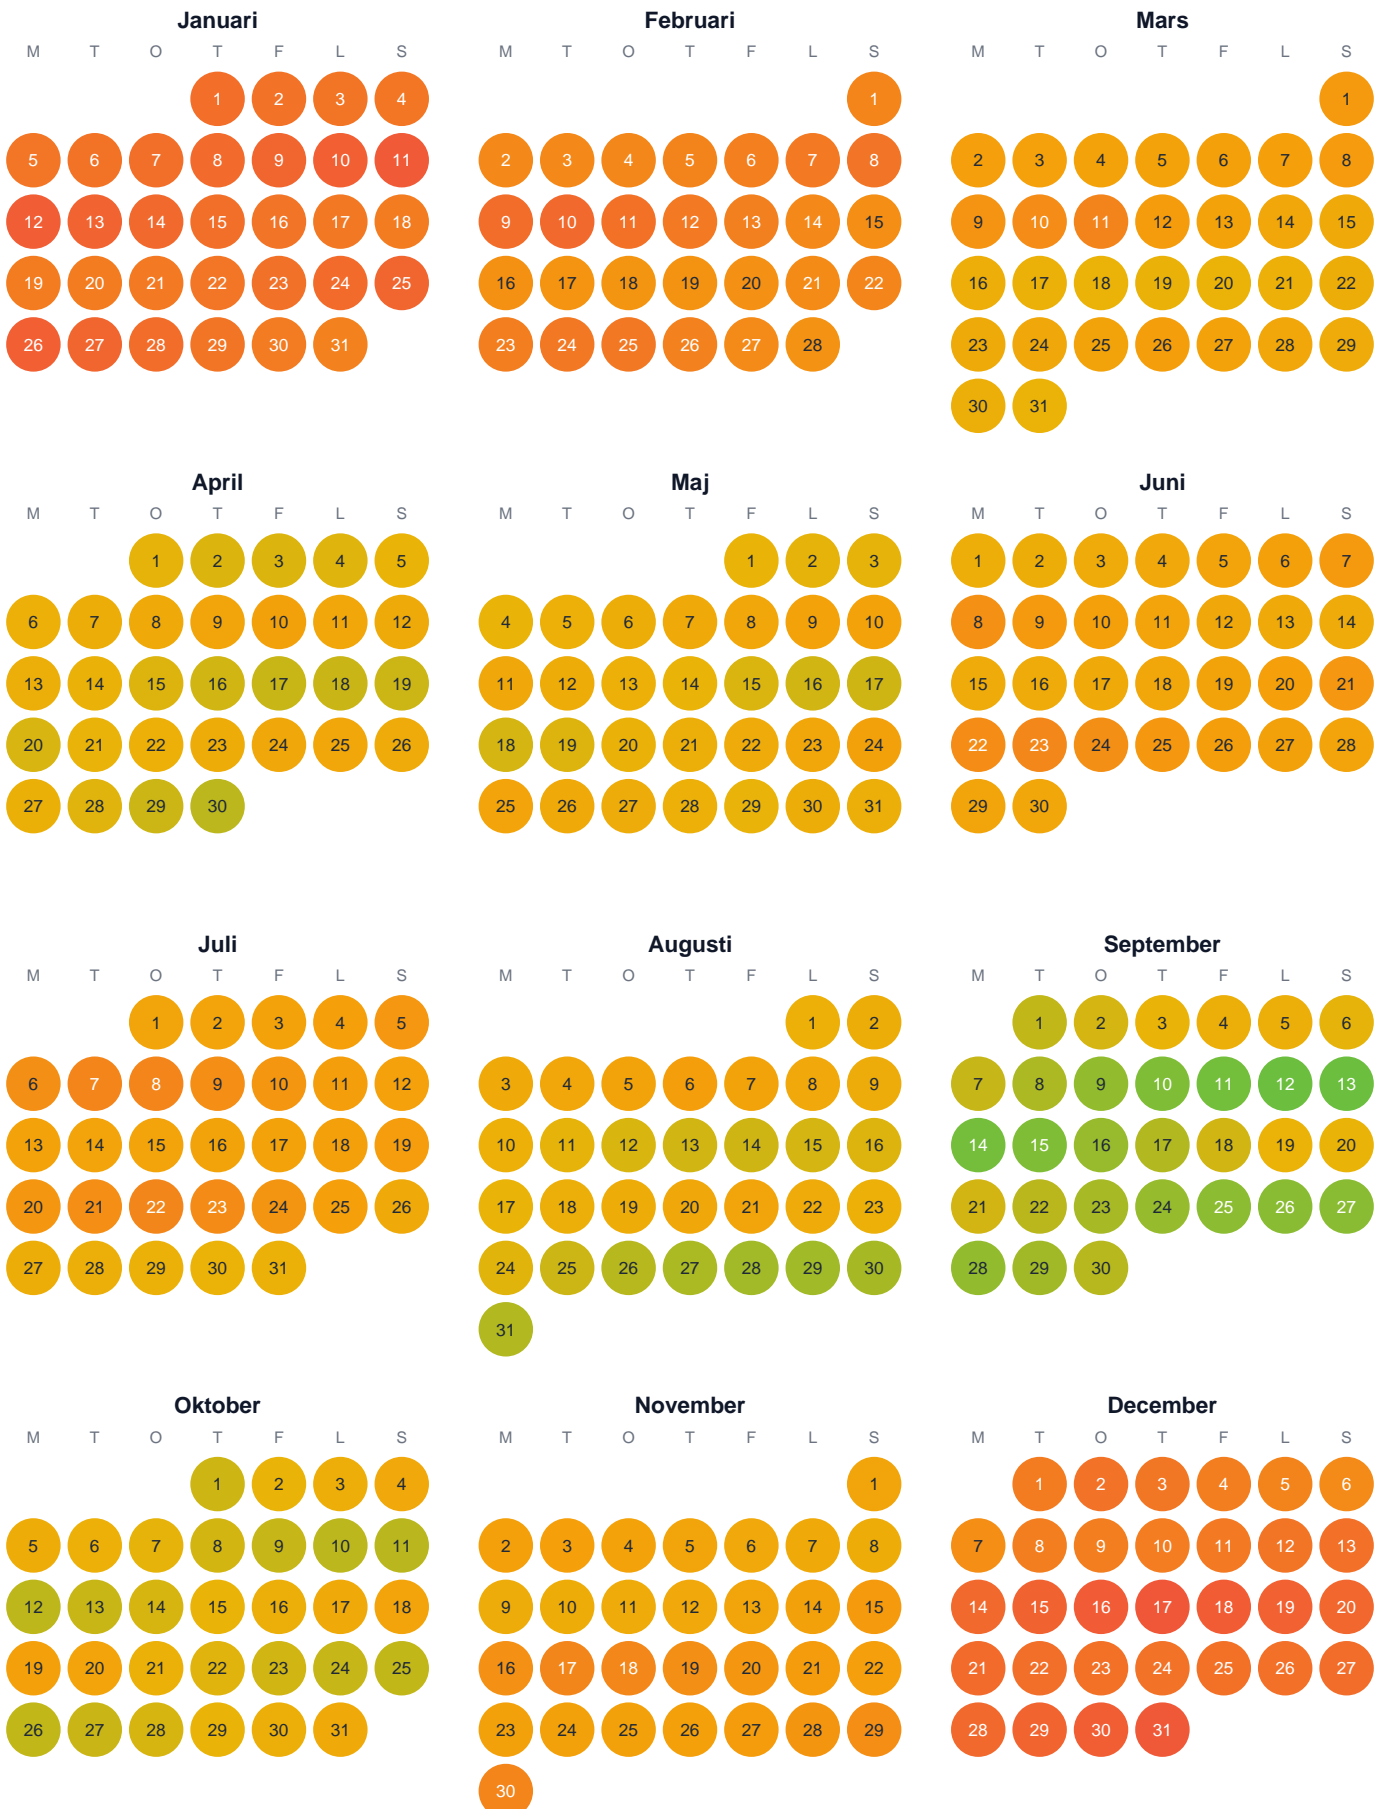 Januari Februari Mars
M T O T F L S M T O T F L S M T O T F L S
1 2 3 4 1 1
5 6 7 8 9 10 11 2 3 4 5 6 7 8 2 3 4 5 6 7 8
12 13 14 15 16 17 18 9 10 11 12 13 14 15 9 10 11 12 13 14 15
19 20 21 22 23 24 25 16 17 18 19 20 21 22 16 17 18 19 20 21 22
26 27 28 29 30 31 23 24 25 26 27 28 23 24 25 26 27 28 29
30 31
April Maj Juni
M T O T F L S M T O T F L S M T O T F L S
1 2 3 4 5 1 2 3 1 2 3 4 5 6 7
6 7 8 9 10 11 12 4 5 6 7 8 9 10 8 9 10 11 12 13 14
13 14 15 16 17 18 19 11 12 13 14 15 16 17 15 16 17 18 19 20 21
20 21 22 23 24 25 26 18 19 20 21 22 23 24 22 23 24 25 26 27 28
27 28 29 30 25 26 27 28 29 30 31 29 30
Juli Augusti September
M T O T F L S M T O T F L S M T O T F L S
1 2 3 4 5 1 2 1 2 3 4 5 6
6 7 8 9 10 11 12 3 4 5 6 7 8 9 7 8 9 10 11 12 13
13 14 15 16 17 18 19 10 11 12 13 14 15 16 14 15 16 17 18 19 20
20 21 22 23 24 25 26 17 18 19 20 21 22 23 21 22 23 24 25 26 27
27 28 29 30 31 24 25 26 27 28 29 30 28 29 30
31
Oktober November December
M T O T F L S M T O T F L S M T O T F L S
1 2 3 4 1 1 2 3 4 5 6
5 6 7 8 9 10 11 2 3 4 5 6 7 8 7 8 9 10 11 12 13
12 13 14 15 16 17 18 9 10 11 12 13 14 15 14 15 16 17 18 19 20
19 20 21 22 23 24 25 16 17 18 19 20 21 22 21 22 23 24 25 26 27
26 27 28 29 30 31 23 24 25 26 27 28 29 28 29 30 31
30